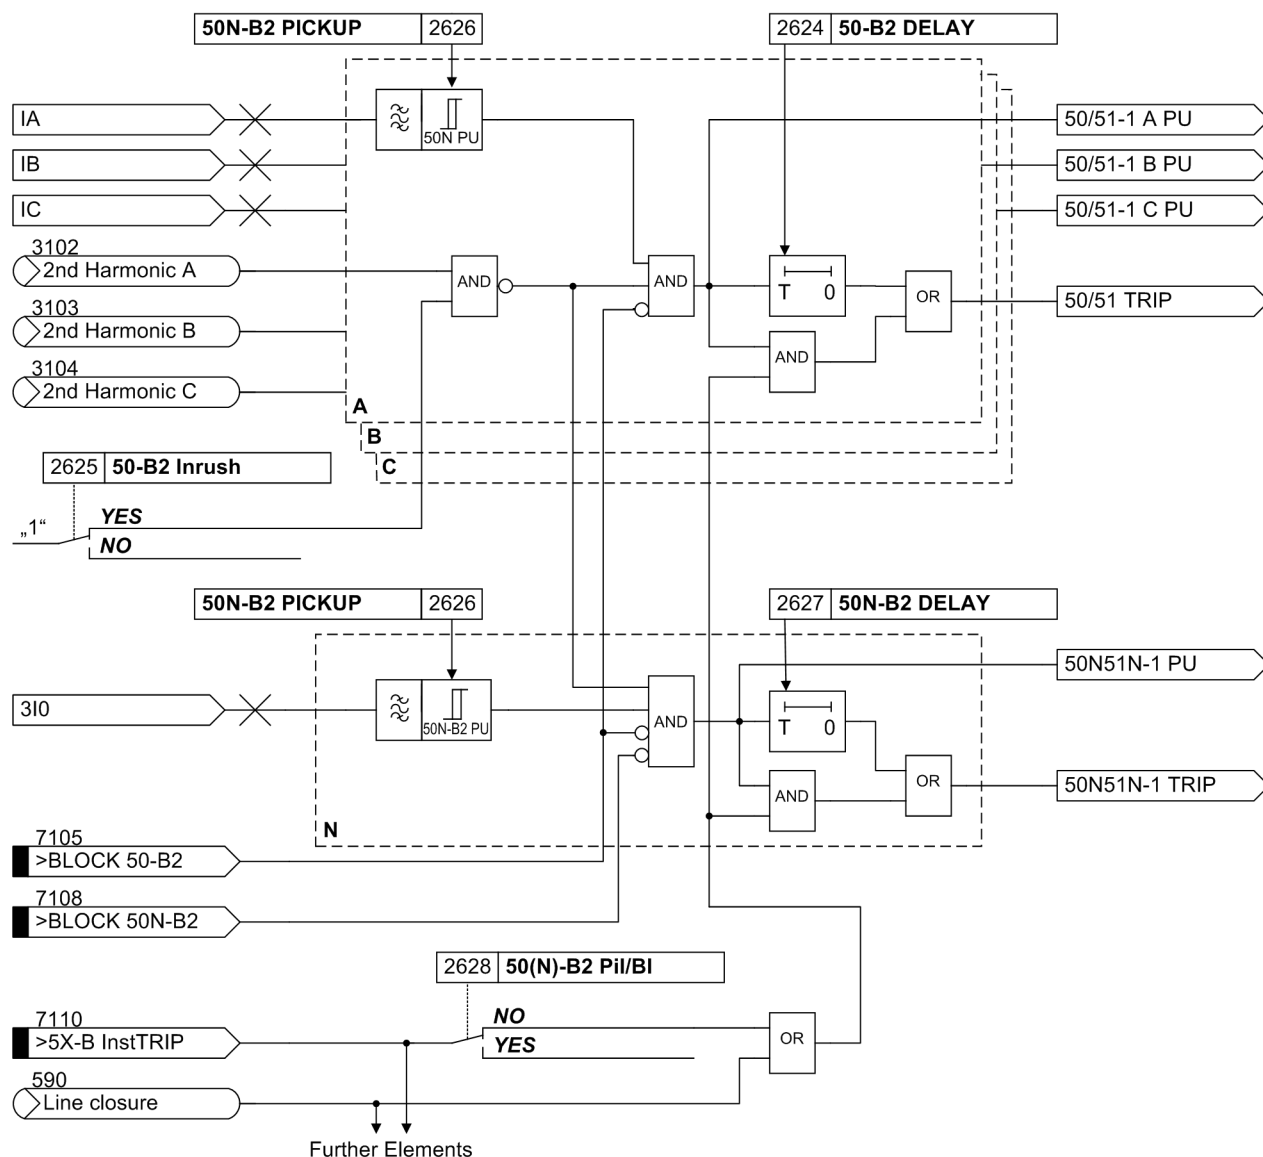 50N-B2 PICKUP 2626
2624 50-B2 DELAY
IA
50N PU
50/51-1 A PU
IB
50/51-1 B PU
IC
50/51-1 C PU
3102
2nd Harmonic A
AND
AND
T 0
OR
50/51 TRIP
3103
2nd Harmonic B
AND
3104
2nd Harmonic C
A
B
C
2625 50-B2 Inrush
„1“
YES
NO
50N-B2 PICKUP 2626
2627 50N-B2 DELAY
50N51N-1 PU
3I0
50N-B2 PU
AND
T 0
AND
OR
50N51N-1 TRIP
N
7105
>BLOCK 50-B2
7108
>BLOCK 50N-B2
2628 50(N)-B2 Pil/BI
7110
>5X-B InstTRIP
NO
YES
OR
590
Line closure
Further Elements